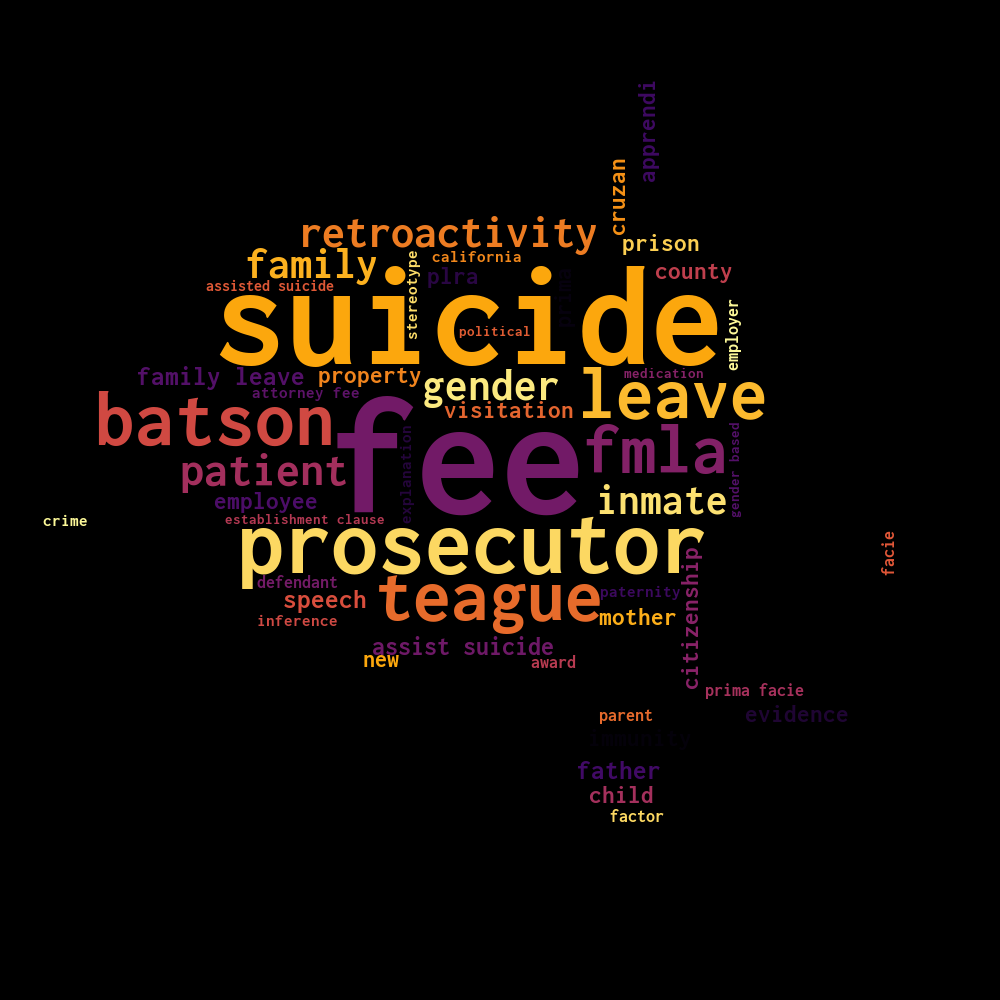 apprendi
cruzan
retroactivity
prison
family
california
county
stereotype
plra
assisted suicide
suicide
political
employer
family leave
property
gender
medication
leave
attorney fee
batson
visitation
fee
fmla
gender based
explanation
patient
employee
inmate
establishment clause
crime
prosecutor
facie
defendant
teague
citizenship
paternity
speech
inference
mother
assist suicide
new
award
prima facie
parent
evidence
immunity
father
child
factor